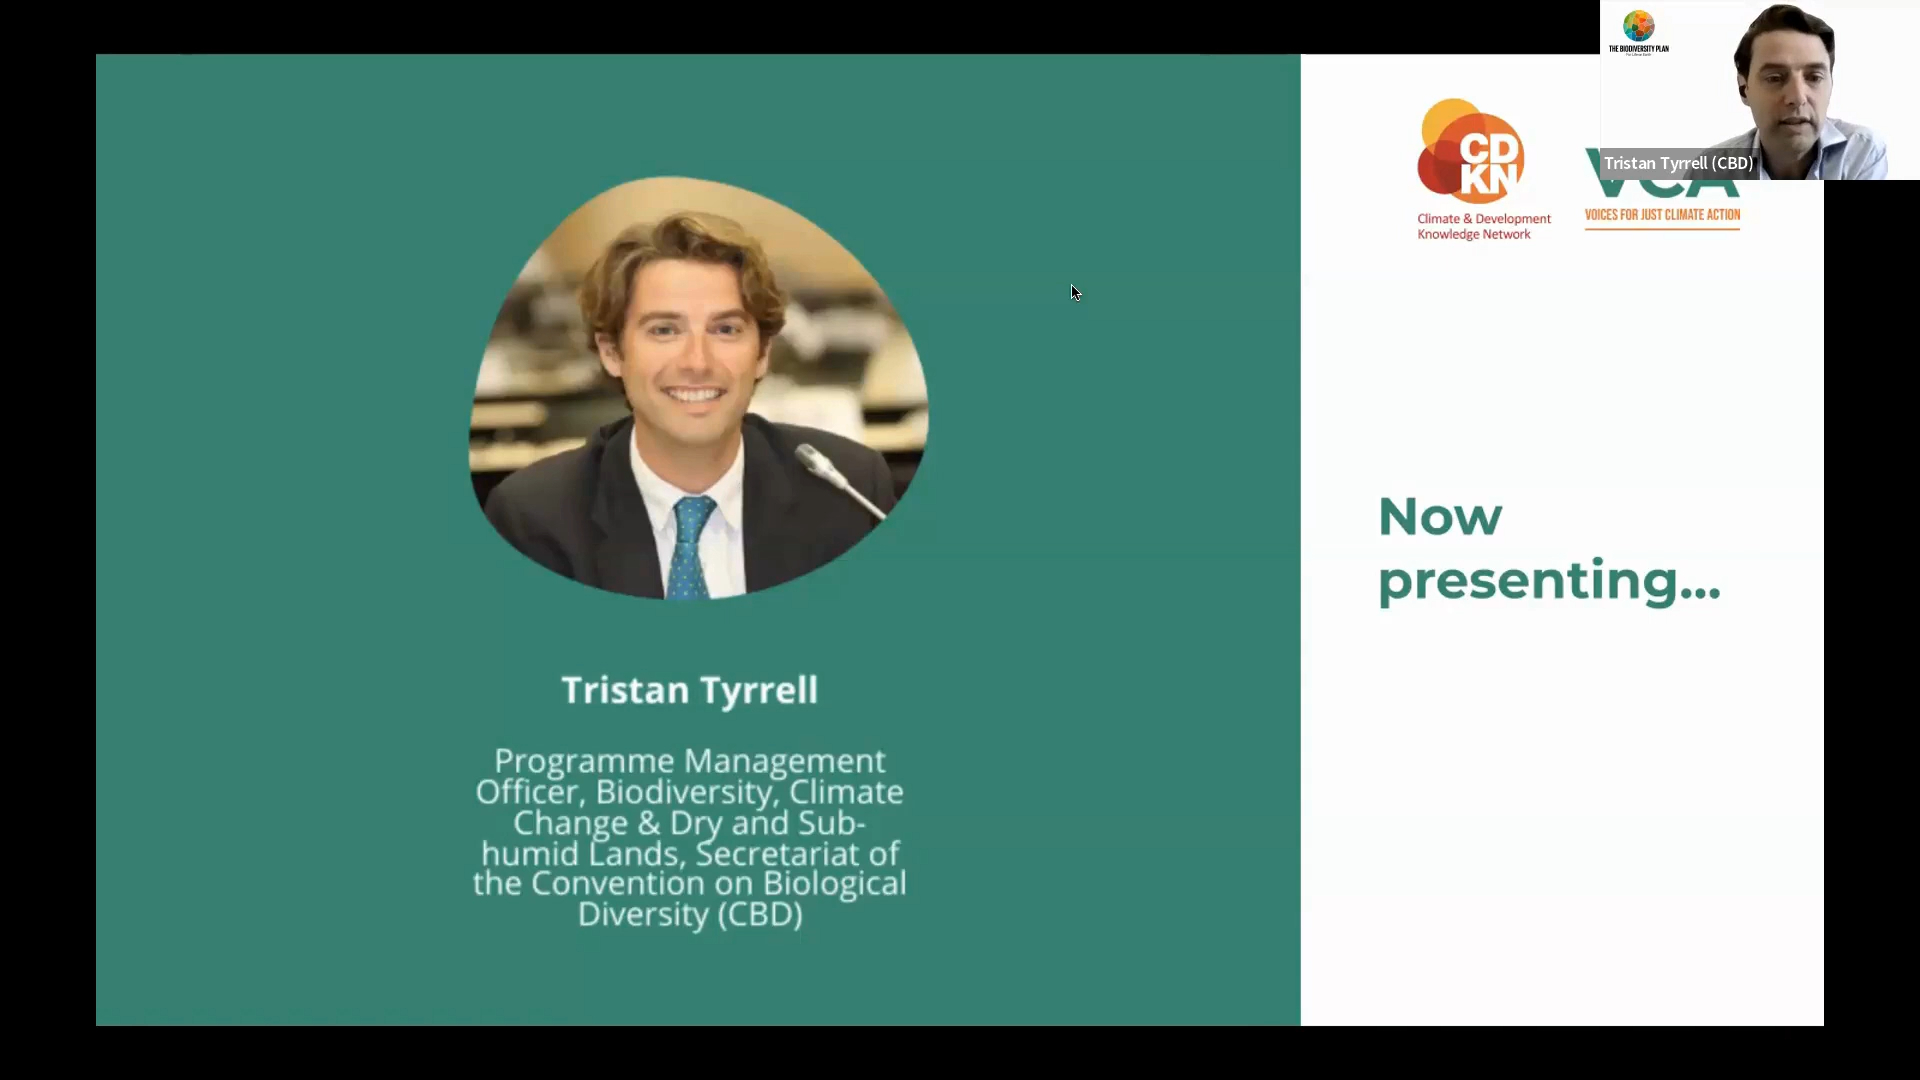 THE BIODIVERSITY PLAN
Tristan Tyrrell (CBD)
CD
KN
Climate & Development
Knowledge Network
VCA
VOICES FOR JUST CLIMATE ACTION
Now
presenting...
Tristan Tyrrell
Programme Management
Officer, Biodiversity, Climate
Change & Dry and Sub-
humid Lands, Secretariat of
the Convention on Biological
Diversity (CBD)